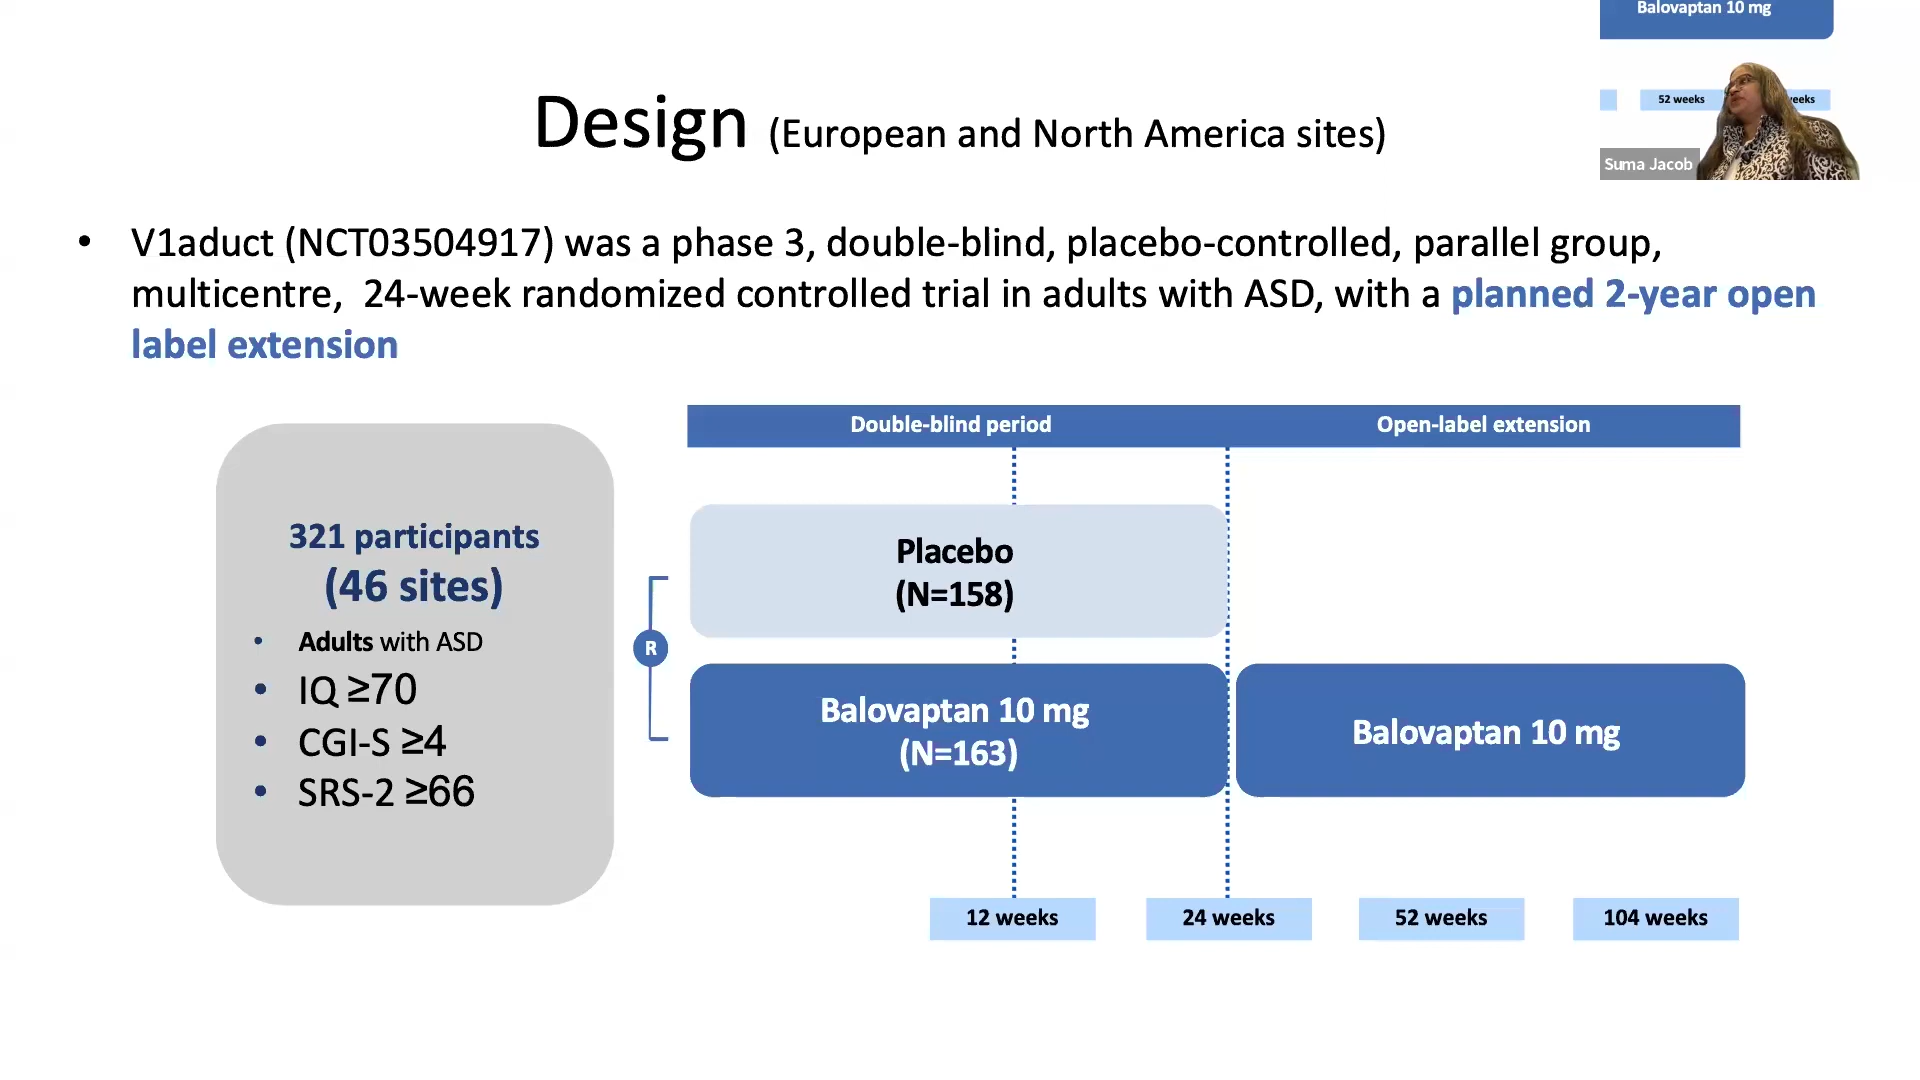 Balovaptan 10 mg
52 weeks
eeks
Suma Jacob
Design (European and North America sites)
• V1aduct (NCT03504917) was a phase 3, double-blind, placebo-controlled, parallel group,
multicentre, 24-week randomized controlled trial in adults with ASD, with a planned 2-year open
label extension
321 participants
(46 sites)
• Adults with ASD
• IQ ≥70
• CGI-S ≥4
• SRS-2 ≥66
R
Double-blind period
Open-label extension
Placebo
(N=158)
Balovaptan 10 mg
(N=163)
Balovaptan 10 mg
12 weeks
24 weeks
52 weeks
104 weeks